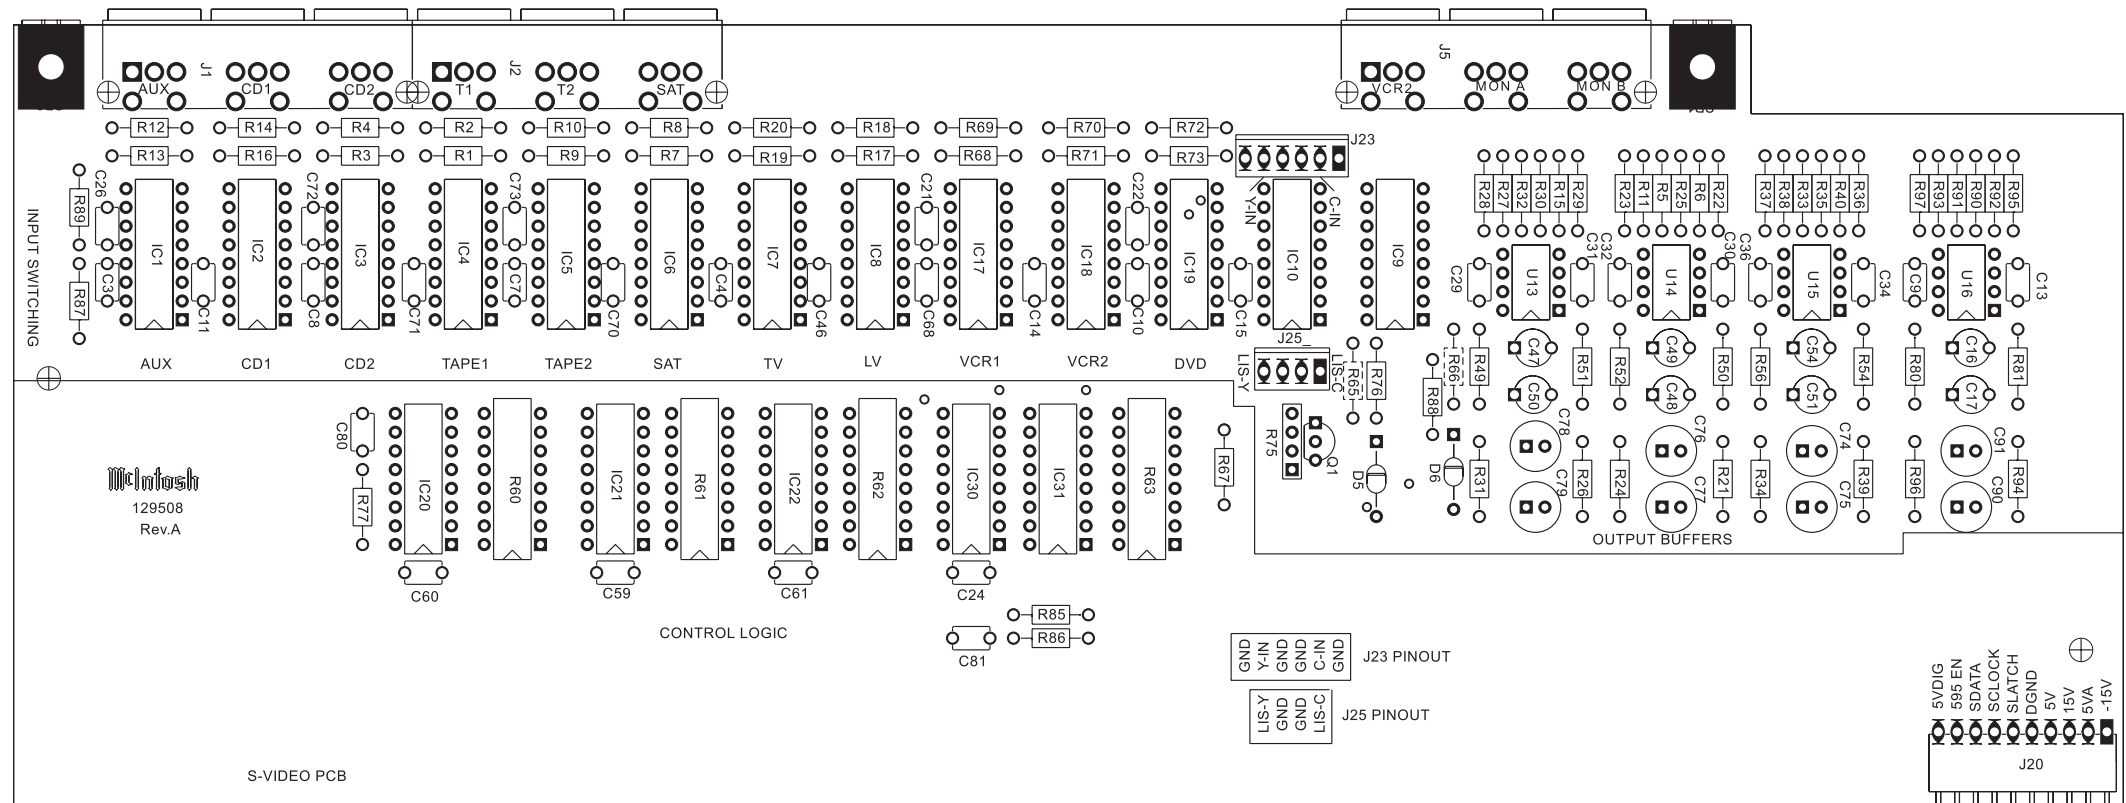 J1 J2 J5
AUX CD1 CD2 T1 T2 SAT VCR2 MON A MON B
R12 R14 R4 R2 R10 R8 R20 R18 R69 R70 R72
J23
R13 R16 R3 R1 R9 R7 R19 R17 R68 R71 R73
R89 C26 C72 C73 C21 C22 Y-IN C-IN
R28 R27 R32 R30 R15 R29 R23 R11 R5 R25 R6 R22 R37 R38 R33 R35 R40 R36 R97 R93 R91 R90 R92 R95
INPUT SWITCHING
IC1 IC2 IC3 IC4 IC5 IC6 IC7 IC8 IC17 IC18 IC19 IC10 IC9
R87 C3 C11 C8 C71 C7 C70 C4 C46 C68 C14 C10 C15
C29 U13 C31 C32 U14 C30 C36 U15 C34 U16 C13
J25
AUX CD1 CD2 TAPE1 TAPE2 SAT TV LV VCR1 VCR2 DVD
LIS-Y LIS-C R65 R76 R88 R66 R49 C47 R51 R52 C49 R50 R56 C54 R54 R80 C16 R81
C50 C48 C51 C17
C80 R75 Q1 D5 D6
C78 C76 C74 C91
R77 IC20 R60 IC21 R61 IC22 R62 IC30 IC31 R63 R67
R31 C79 R26 R24 C77 R21 R34 C75 R39 R96 C90 R94
McIntosh
129508
Rev.A
OUTPUT BUFFERS
C60 C59 C61 C24
R85
CONTROL LOGIC
R86
C81
GND Y-IN GND GND C-IN GND
J23 PINOUT
LIS-Y GND GND LIS-C
J25 PINOUT
5VDIG 595 EN SDATA SCLOCK SLATCH DGND 5V 15V 5VA -15V
J20
S-VIDEO PCB